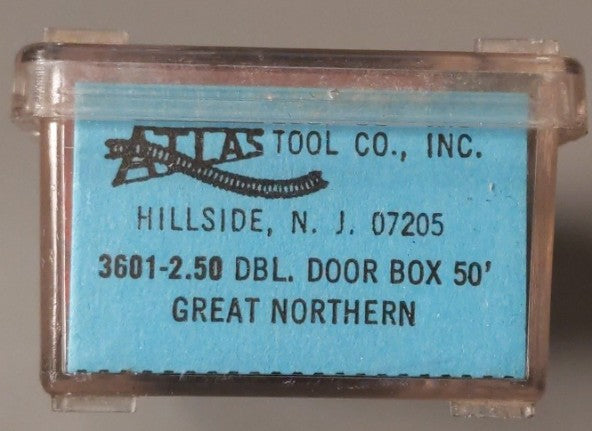 ATLAS TOOL CO., INC.
HILLSIDE, N. J. 07205
3601-2.50 DBL. DOOR BOX 50'
GREAT NORTHERN